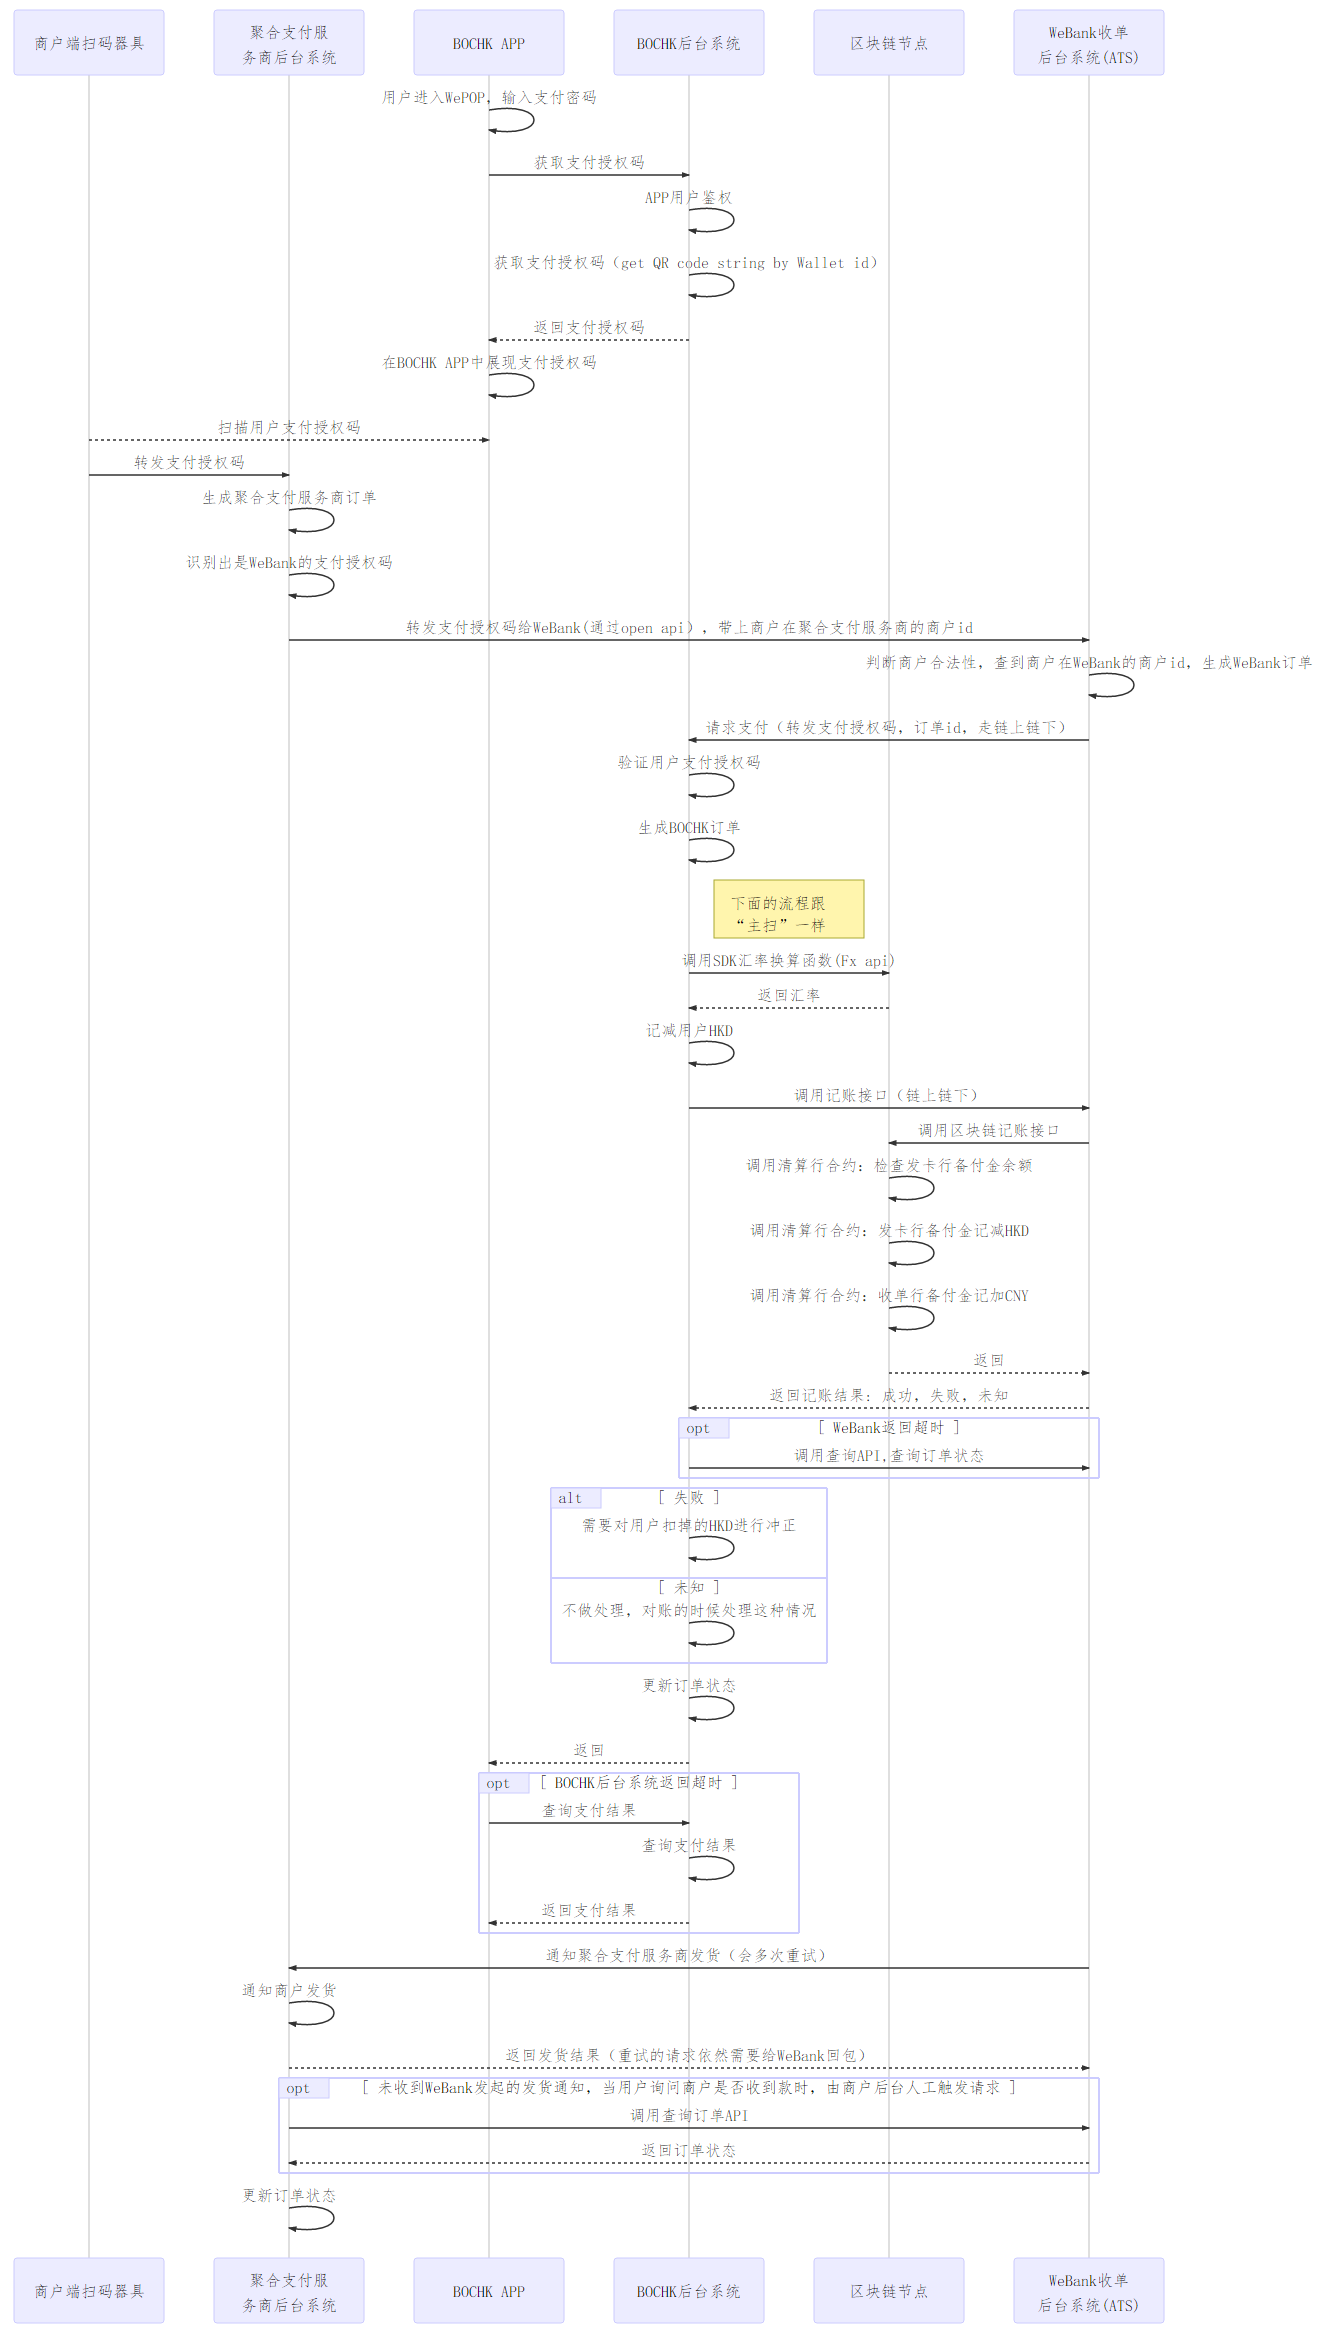 商户端扫码器具
聚合支付服
务商后台系统
BOCHK APP
BOCHK后台系统
区块链节点
WeBank收单
后台系统(ATS)
用户进入WePOP，输入支付密码
获取支付授权码
APP用户鉴权
获取支付授权码（get QR code string by Wallet id）
返回支付授权码
在BOCHK APP中展现支付授权码
扫描用户支付授权码
转发支付授权码
生成聚合支付服务商订单
识别出是WeBank的支付授权码
转发支付授权码给WeBank(通过open api），带上商户在聚合支付服务商的商户id
判断商户合法性，查到商户在WeBank的商户id，生成WeBank订单
请求支付（转发支付授权码，订单id，走链上链下）
验证用户支付授权码
生成BOCHK订单
下面的流程跟
“主扫”一样
调用SDK汇率换算函数(Fx api)
返回汇率
记减用户HKD
调用记账接口（链上链下）
调用区块链记账接口
调用清算行合约：检查发卡行备付金余额
调用清算行合约：发卡行备付金记减HKD
调用清算行合约：收单行备付金记加CNY
返回
返回记账结果: 成功，失败，未知
opt
[ WeBank返回超时 ]
调用查询API,查询订单状态
alt
[ 失败 ]
需要对用户扣掉的HKD进行冲正
[ 未知 ]
不做处理，对账的时候处理这种情况
更新订单状态
返回
opt
[ BOCHK后台系统返回超时 ]
查询支付结果
查询支付结果
返回支付结果
通知聚合支付服务商发货（会多次重试）
通知商户发货
返回发货结果（重试的请求依然需要给WeBank回包）
opt
[ 未收到WeBank发起的发货通知，当用户询问商户是否收到款时，由商户后台人工触发请求 ]
调用查询订单API
返回订单状态
更新订单状态
商户端扫码器具
聚合支付服
务商后台系统
BOCHK APP
BOCHK后台系统
区块链节点
WeBank收单
后台系统(ATS)